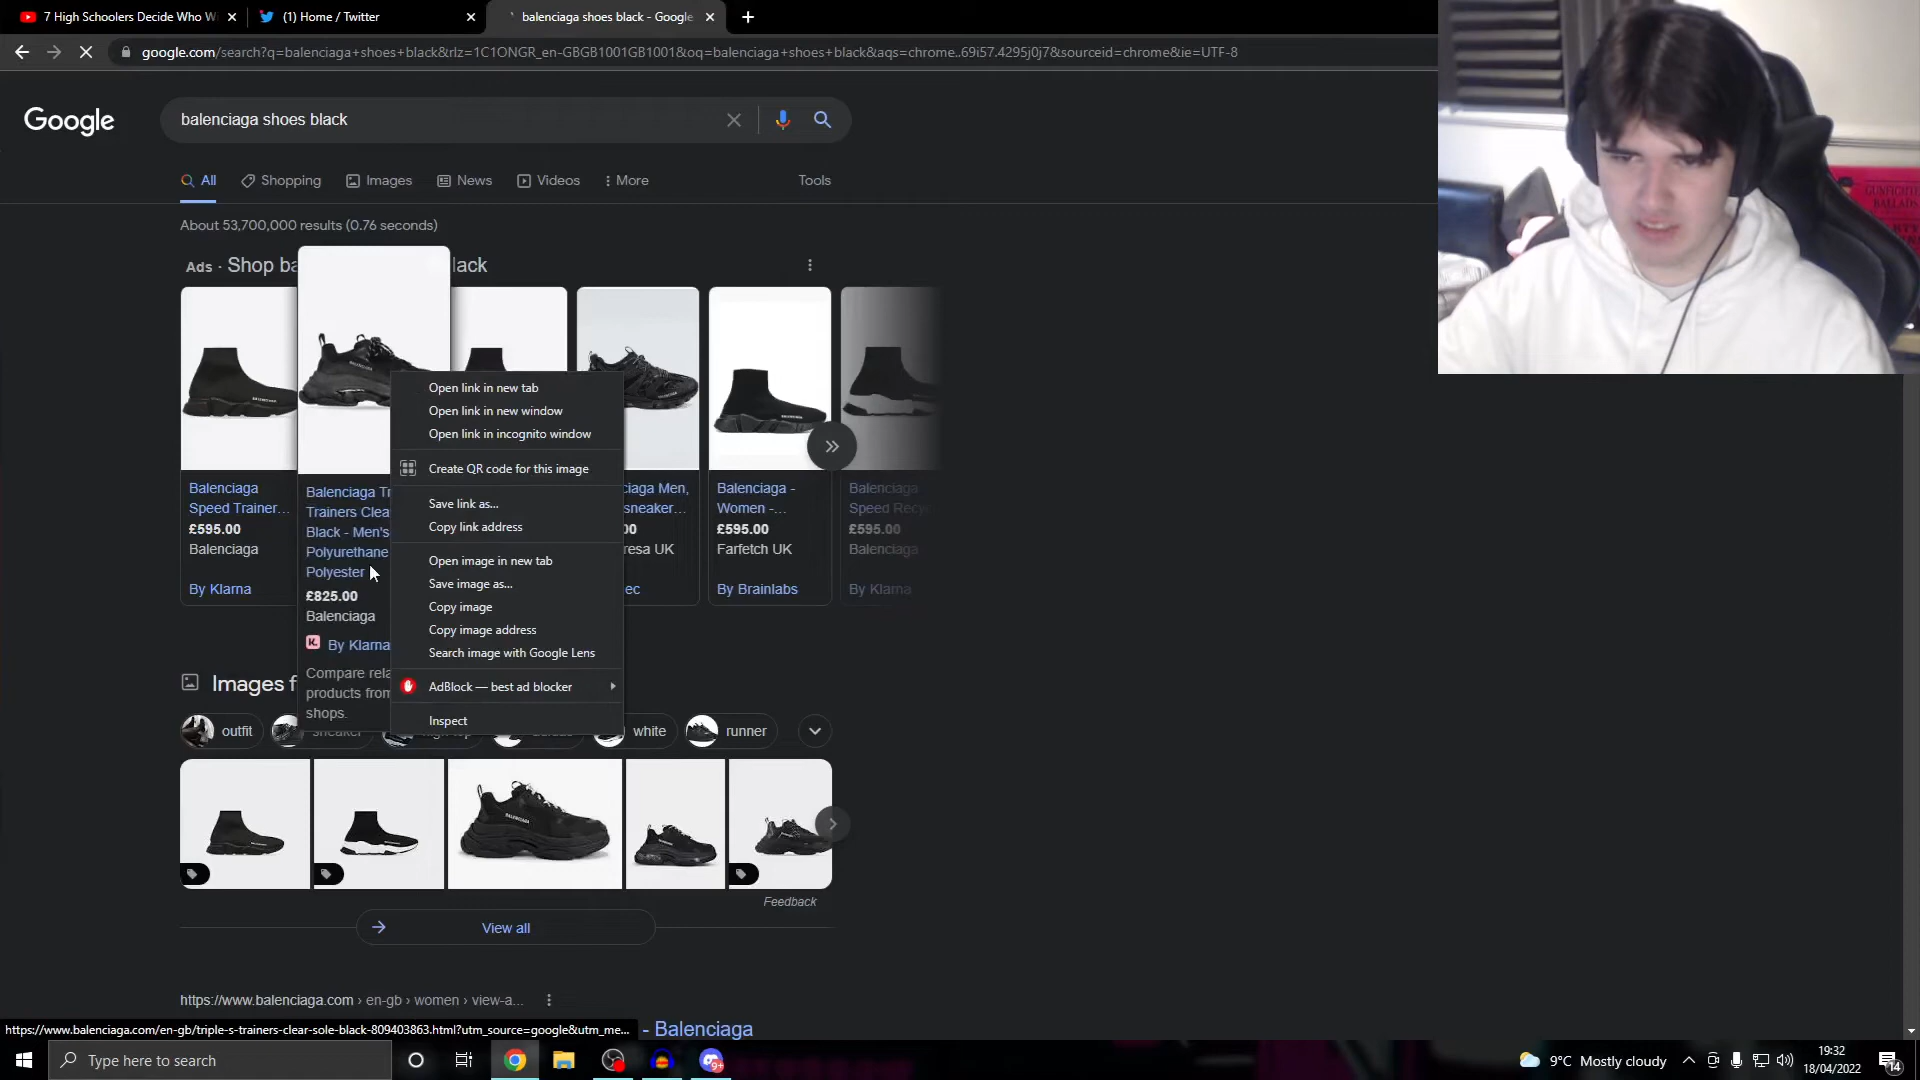 7 High Schoolers Decide Who W
(1) Home / Twitter
balenciaga shoes black - Google
google.com/search?q=balenciaga+shoes+black&rlz=1C1ONGR_en-GBGB1001GB1001&oq=balenciaga+shoes+black&aqs=chrome..69i57.4295j0j7&sourceid=chrome&ie=UTF-8
Google
balenciaga shoes black
All
Shopping
Images
News
Videos
More
Tools
About 53,700,000 results (0.76 seconds)
Ads · Shop ba
lack
Balenciaga
Speed Trainer...
£595.00
Balenciaga
By Klarna
Balenciaga Tr
Trainers Clea
Black - Men's
Polyurethane
Polyester
£825.00
Balenciaga
K.
By Klarna
Compare rela
products from
shops.
Open link in new tab
Open link in new window
Open link in incognito window
Create QR code for this image
Save link as...
Copy link address
Open image in new tab
Save image as...
Copy image
Copy image address
Search image with Google Lens
AdBlock — best ad blocker
Inspect
ciaga Men,
sneaker...
00
resa UK
ec
Balenciaga -
Women -...
£595.00
Farfetch UK
By Brainlabs
Balenciaga
Speed Recy
£595.00
Balenciaga
By Klarna
Images f
outfit
sneaker
high top
white
runner
BALENCIAGA
Feedback
View all
https://www.balenciaga.com › en-gb › women › view-a...
- Balenciaga
https://www.balenciaga.com/en-gb/triple-s-trainers-clear-sole-black-809403863.html?utm_source=google&utm_me...
GUNFIGHTER
BALLADS
Type here to search
9+
9°C Mostly cloudy
19:32
18/04/2022
14